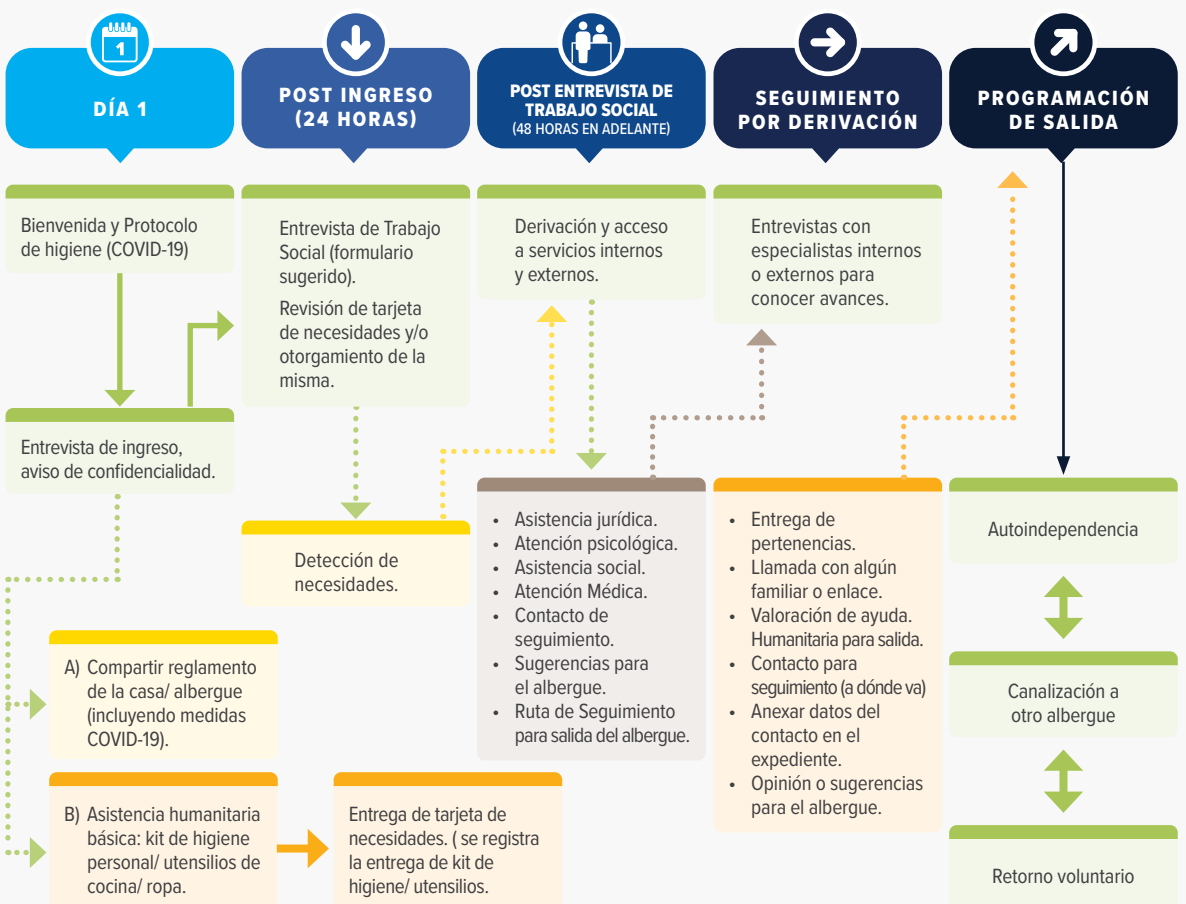 1
DÍA 1
POST INGRESO
(24 HORAS)
POST ENTREVISTA DE
TRABAJO SOCIAL
(48 HORAS EN ADELANTE)
SEGUIMIENTO
POR DERIVACIÓN
PROGRAMACIÓN
DE SALIDA
Bienvenida y Protocolo
de higiene (COVID-19)
Entrevista de ingreso,
aviso de confidencialidad.
A) Compartir reglamento
de la casa/ albergue
(incluyendo medidas
COVID-19).
B) Asistencia humanitaria
básica: kit de higiene
personal/ utensilios de
cocina/ ropa.
Entrega de tarjeta de
necesidades. ( se registra
la entrega de kit de
higiene/ utensilios.
Entrevista de Trabajo
Social (formulario
sugerido).
Revisión de tarjeta
de necesidades y/o
otorgamiento de la
misma.
Detección de
necesidades.
Derivación y acceso
a servicios internos
y externos.
• Asistencia jurídica.
• Atención psicológica.
• Asistencia social.
• Atención Médica.
• Contacto de
seguimiento.
• Sugerencias para
el albergue.
• Ruta de Seguimiento
para salida del albergue.
Entrevistas con
especialistas internos
o externos para
conocer avances.
• Entrega de
pertenencias.
• Llamada con algún
familiar o enlace.
• Valoración de ayuda.
Humanitaria para salida.
• Contacto para
seguimiento (a dónde va)
• Anexar datos del
contacto en el
expediente.
• Opinión o sugerencias
para el albergue.
Autoindependencia
Canalización a
otro albergue
Retorno voluntario